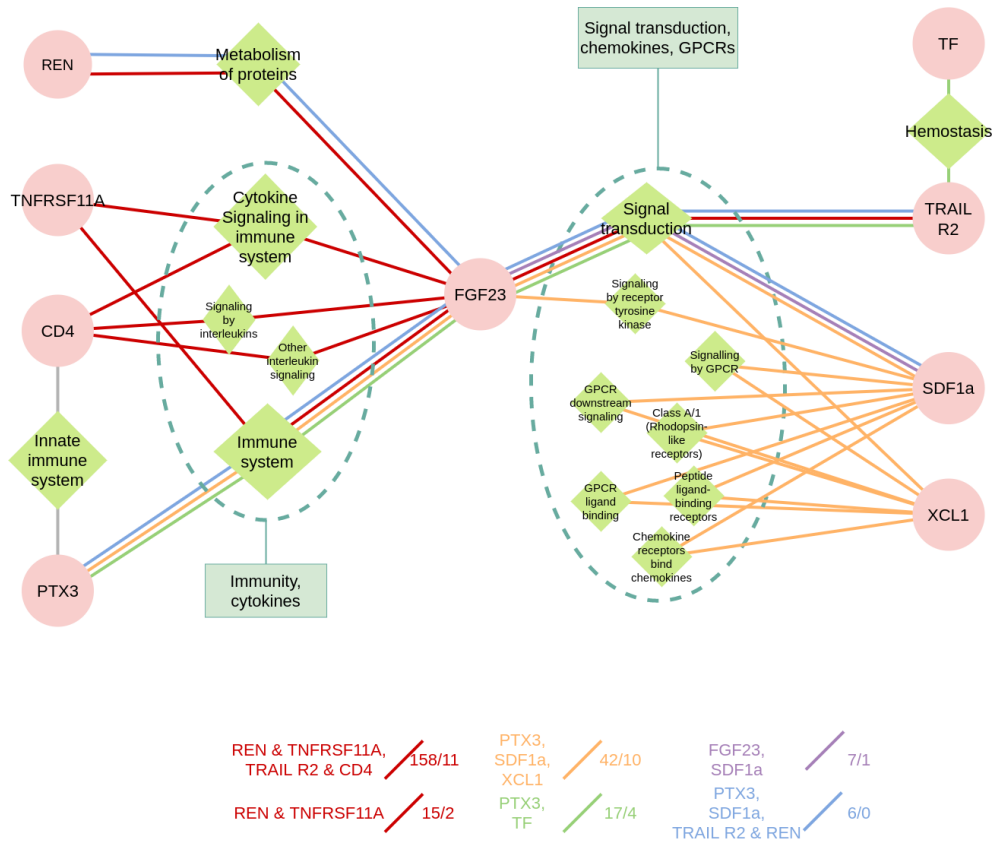 REN
Metabolism
of proteins
Signal transduction,
chemokines, GPCRs
TF
Hemostasis
TNFRSF11A
Cytokine
Signaling in
immune
system
Signal
transduction
TRAIL
R2
CD4
Signaling
by
interleukins
Other
interleukin
signaling
FGF23
Signaling
by receptor
tyrosine
kinase
Signalling
by GPCR
SDF1a
GPCR
downstream
signaling
Class A/1
(Rhodopsin-
like
receptors)
Innate
immune
system
Immune
system
GPCR
ligand
binding
Peptide
ligand-
binding
receptors
XCL1
Chemokine
receptors
bind
chemokines
PTX3
Immunity,
cytokines
REN & TNFRSF11A,
TRAIL R2 & CD4
158/11
PTX3,
SDF1a,
XCL1
42/10
FGF23,
SDF1a
7/1
REN & TNFRSF11A
15/2
PTX3,
TF
17/4
PTX3,
SDF1a,
TRAIL R2 & REN
6/0